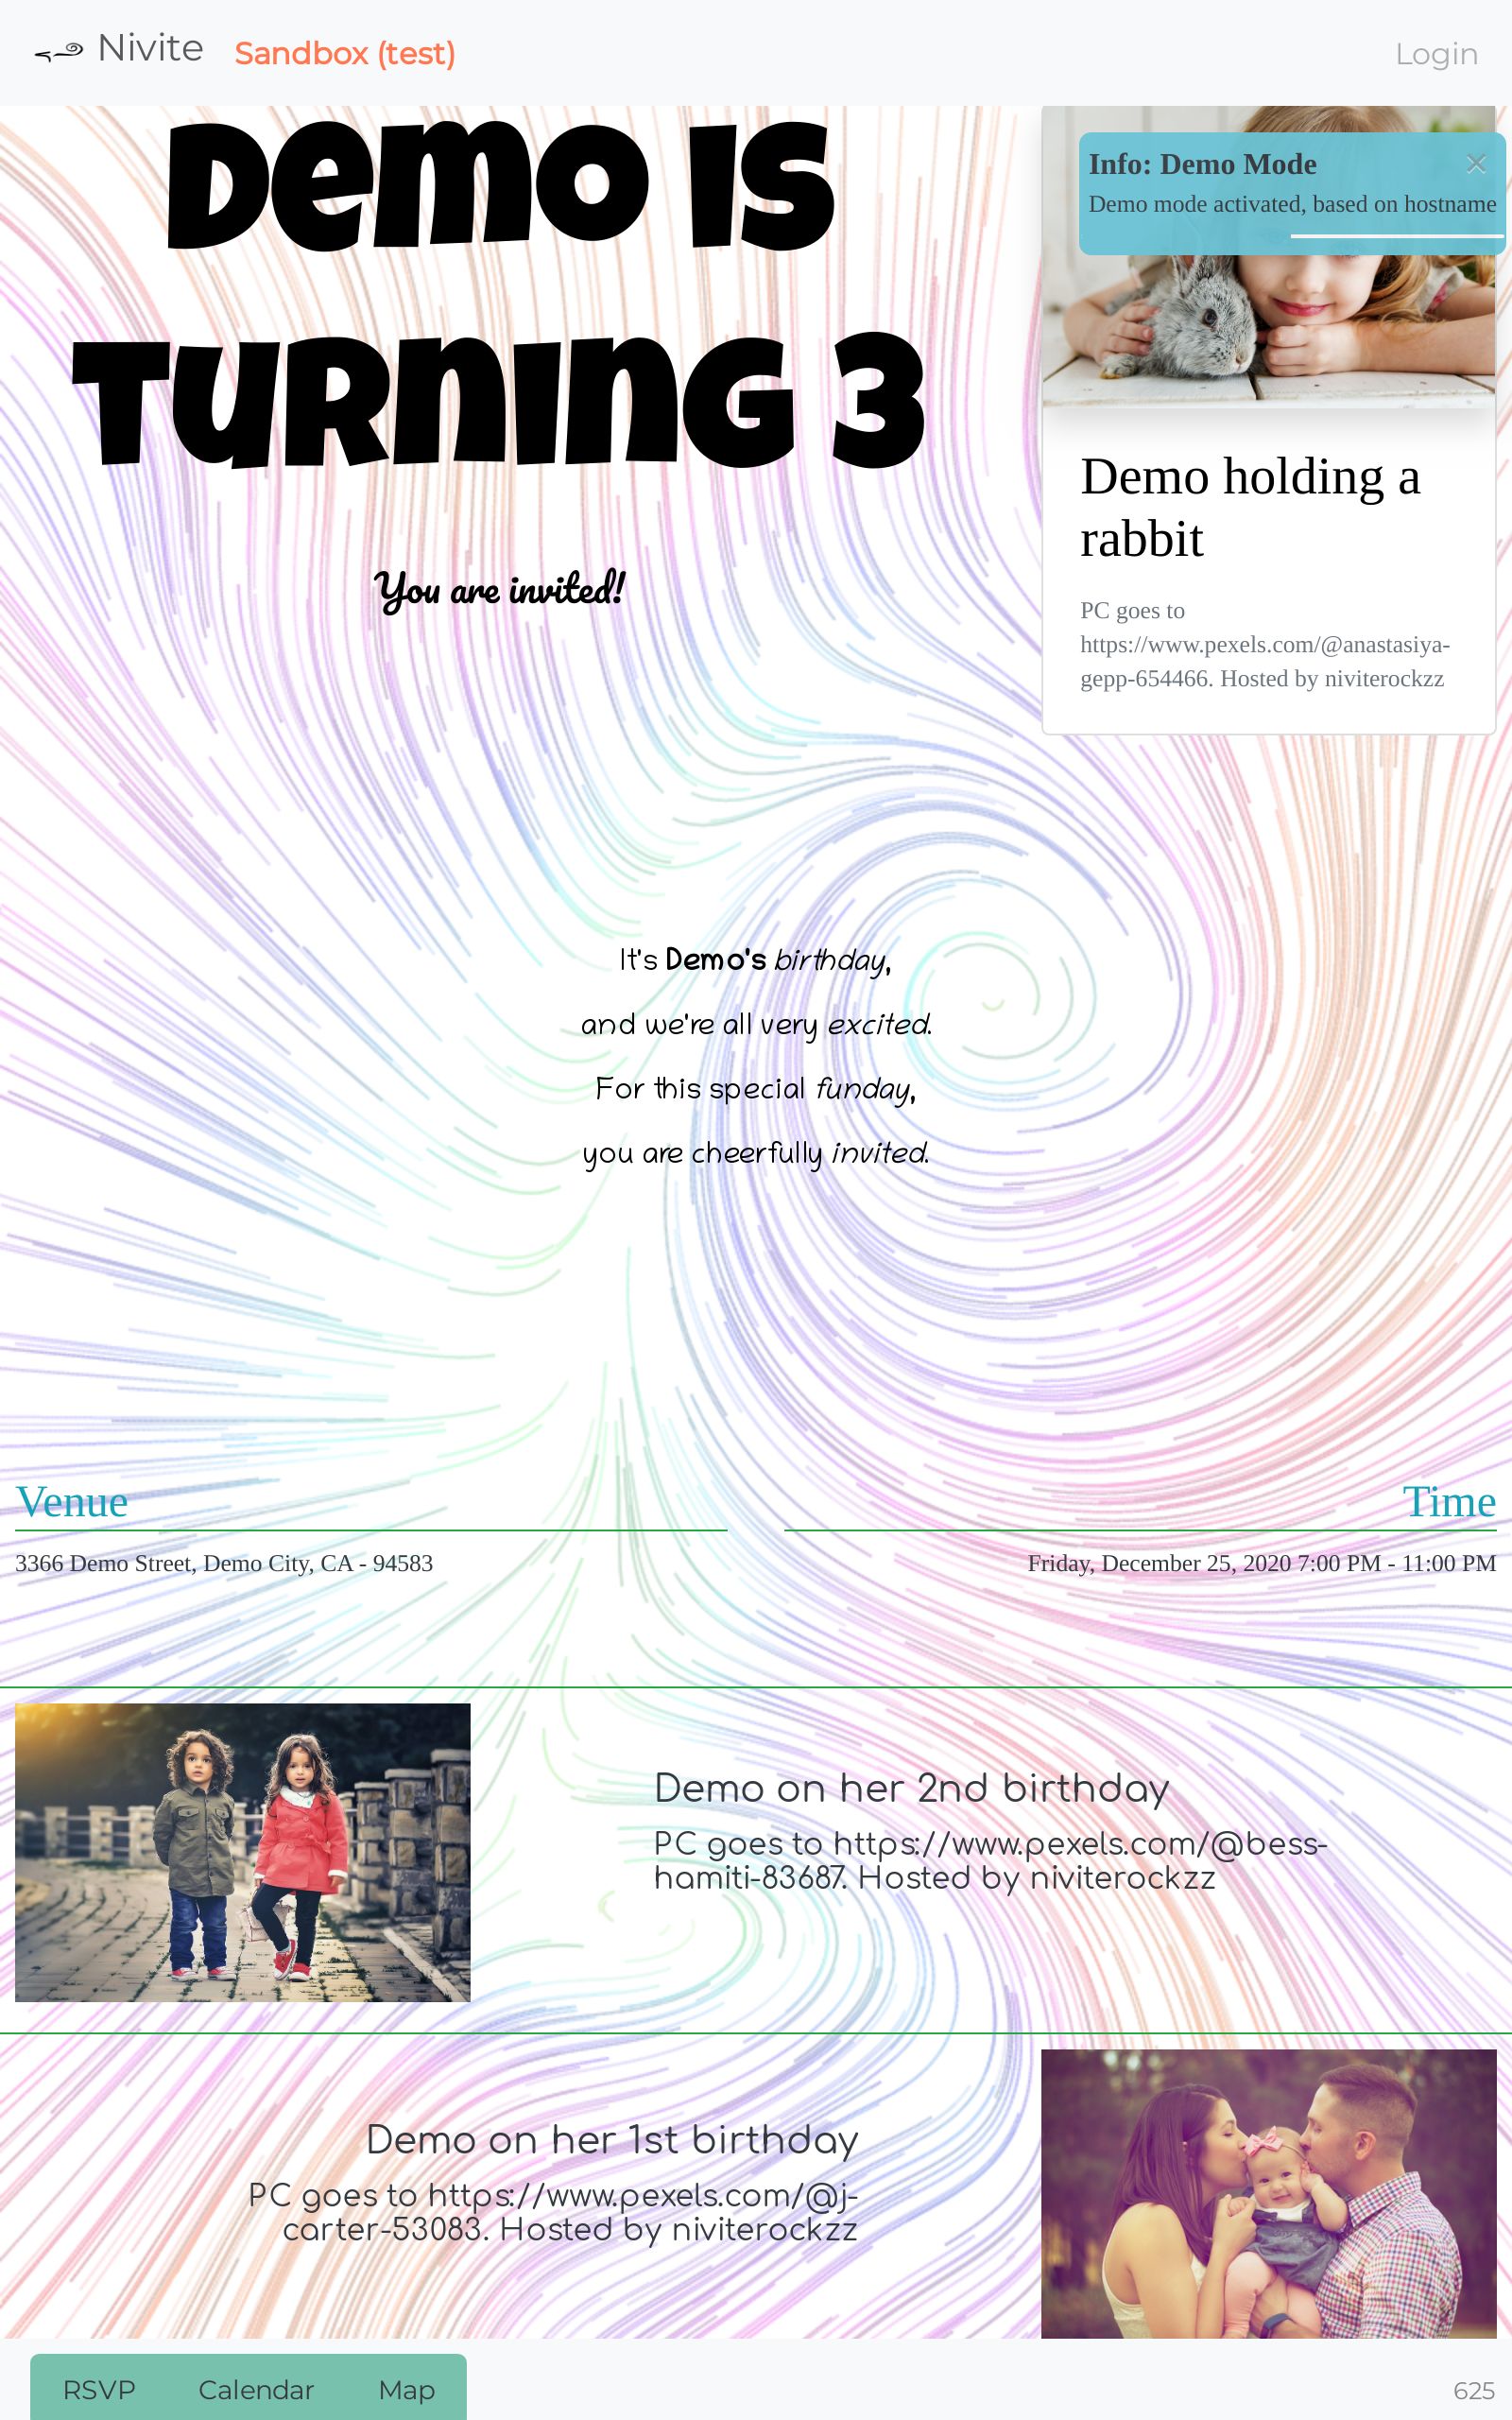 Nivite Sandbox (test) Login
Demo is
Turning 3
You are invited!
Info: Demo Mode ×
Demo mode activated, based on hostname
Demo holding a
rabbit
PC goes to
https://www.pexels.com/@anastasiya-
gepp-654466. Hosted by niviterockzz
It's Demo's birthday,
and we're all very excited.
For this special funday,
you are cheerfully invited.
Venue
3366 Demo Street, Demo City, CA - 94583
Time
Friday, December 25, 2020 7:00 PM - 11:00 PM
Demo on her 2nd birthday
PC goes to https://www.pexels.com/@bess-
hamiti-83687. Hosted by niviterockzz
Demo on her 1st birthday
PC goes to https://www.pexels.com/@j-
carter-53083. Hosted by niviterockzz
RSVP Calendar Map 625